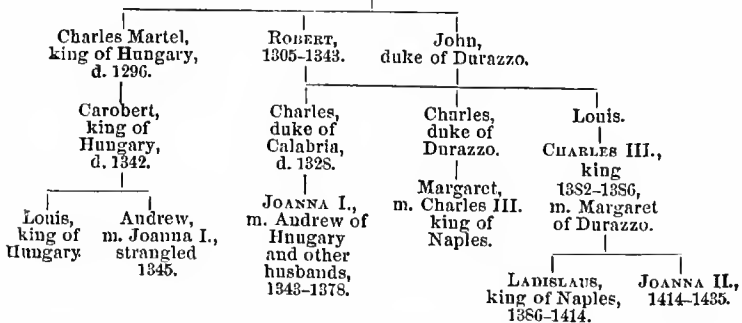 Charles Martel,
king of Hungary,
d. 1296.
ROBERT,
1305–1343.
John,
duke of Durazzo.
Carobert,
king of
Hungary,
d. 1342.
Charles,
duke of
Calabria,
d. 1328.
Charles,
duke of
Durazzo.
Louis.
CHARLES III.,
king
1382–1386,
m. Margaret
of Durazzo.
Louis,
king of
Hungary.
Andrew,
m. Joanna I.,
strangled
1345.
JOANNA I.,
m. Andrew of
Hungary
and other
husbands,
1343–1378.
Margaret,
m. Charles III.
king of
Naples.
LADISLAUS,
king of Naples,
1386–1414.
JOANNA II.,
1414–1435.